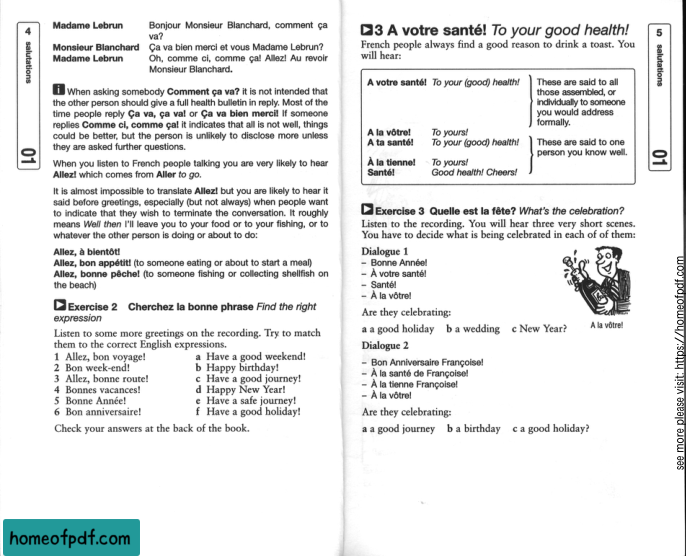 4
salutations
01
Madame Lebrun Bonjour Monsieur Blanchard, comment ça
va?
Monsieur Blanchard Ça va bien merci et vous Madame Lebrun?
Madame Lebrun Oh, comme ci, comme ça! Allez! Au revoir
Monsieur Blanchard.
i When asking somebody Comment ça va? it is not intended that
the other person should give a full health bulletin in reply. Most of the
time people reply Ça va, ça va! or Ça va bien merci! If someone
replies Comme ci, comme ça! it indicates that all is not well, things
could be better, but the person is unlikely to disclose more unless
they are asked further questions.
When you listen to French people talking you are very likely to hear
Allez! which comes from Aller to go.
It is almost impossible to translate Allez! but you are likely to hear it
said before greetings, especially (but not always) when people want
to indicate that they wish to terminate the conversation. It roughly
means Well then I'll leave you to your food or to your fishing, or to
whatever the other person is doing or about to do:
Allez, à bientôt!
Allez, bon appétit! (to someone eating or about to start a meal)
Allez, bonne pêche! (to someone fishing or collecting shellfish on
the beach)
Exercise 2 Cherchez la bonne phrase Find the right
expression
Listen to some more greetings on the recording. Try to match
them to the correct English expressions.
1 Allez, bon voyage! a Have a good weekend!
2 Bon week-end! b Happy birthday!
3 Allez, bonne route! c Have a good journey!
4 Bonnes vacances! d Happy New Year!
5 Bonne Année! e Have a safe journey!
6 Bon anniversaire! f Have a good holiday!
Check your answers at the back of the book.
homeofpdf.com
3 A votre santé! To your good health!
French people always find a good reason to drink a toast. You
will hear:
A votre santé! To your (good) health! These are said to all
those assembled, or
individually to someone
you would address
formally.
A la vôtre! To yours!
A ta santé! To your (good) health! These are said to one
person you know well.
À la tienne! To yours!
Santé! Good health! Cheers!
Exercise 3 Quelle est la fête? What's the celebration?
Listen to the recording. You will hear three very short scenes.
You have to decide what is being celebrated in each of of them:
Dialogue 1
– Bonne Année!
– À votre santé!
– Santé!
– À la vôtre!
A la vôtre!
Are they celebrating:
a a good holiday b a wedding c New Year?
Dialogue 2
– Bon Anniversaire Françoise!
– À la santé de Françoise!
– À la tienne Françoise!
– À la vôtre!
Are they celebrating:
a a good journey b a birthday c a good holiday?
5
salutations
01
see more please visit: https://homeofpdf.com